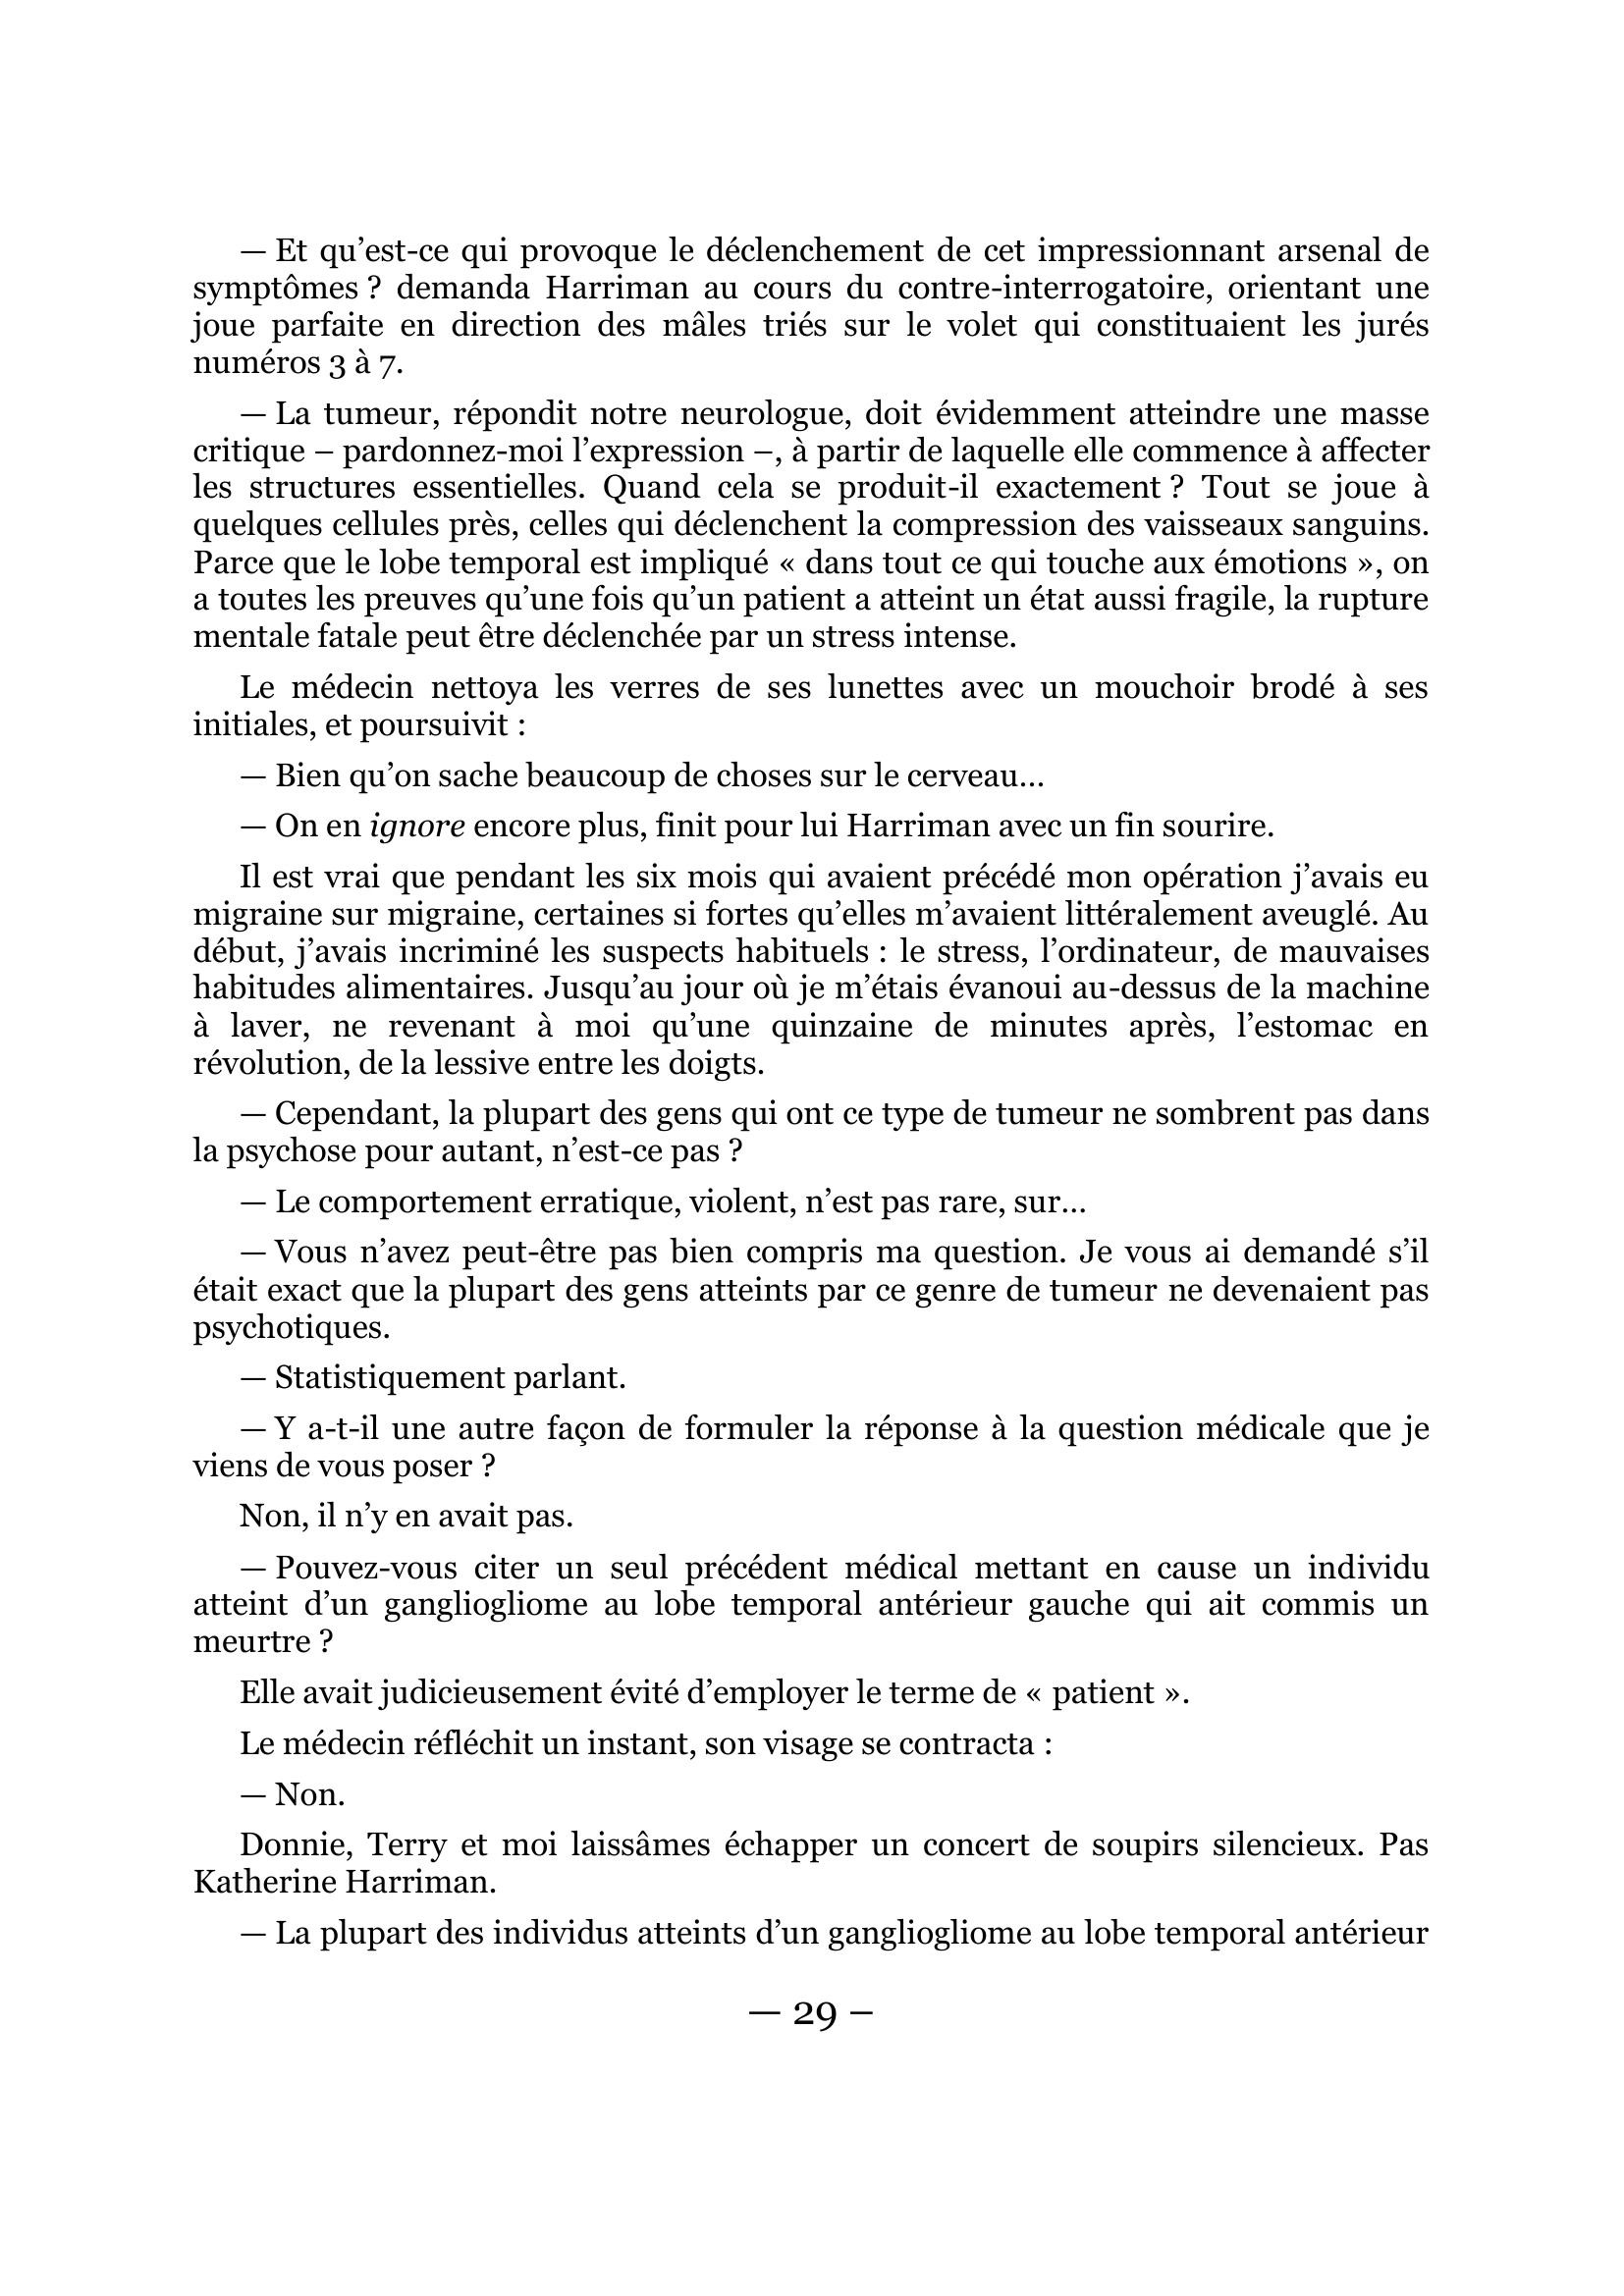 — Et qu’est-ce qui provoque le déclenchement de cet impressionnant arsenal de
symptômes ? demanda Harriman au cours du contre-interrogatoire, orientant une
joue parfaite en direction des mâles triés sur le volet qui constituaient les jurés
numéros 3 à 7.
— La tumeur, répondit notre neurologue, doit évidemment atteindre une masse
critique – pardonnez-moi l’expression –, à partir de laquelle elle commence à affecter
les structures essentielles. Quand cela se produit-il exactement ? Tout se joue à
quelques cellules près, celles qui déclenchent la compression des vaisseaux sanguins.
Parce que le lobe temporal est impliqué « dans tout ce qui touche aux émotions », on
a toutes les preuves qu’une fois qu’un patient a atteint un état aussi fragile, la rupture
mentale fatale peut être déclenchée par un stress intense.
Le médecin nettoya les verres de ses lunettes avec un mouchoir brodé à ses
initiales, et poursuivit :
— Bien qu’on sache beaucoup de choses sur le cerveau…
— On en ignore encore plus, finit pour lui Harriman avec un fin sourire.
Il est vrai que pendant les six mois qui avaient précédé mon opération j’avais eu
migraine sur migraine, certaines si fortes qu’elles m’avaient littéralement aveuglé. Au
début, j’avais incriminé les suspects habituels : le stress, l’ordinateur, de mauvaises
habitudes alimentaires. Jusqu’au jour où je m’étais évanoui au-dessus de la machine
à laver, ne revenant à moi qu’une quinzaine de minutes après, l’estomac en
révolution, de la lessive entre les doigts.
— Cependant, la plupart des gens qui ont ce type de tumeur ne sombrent pas dans
la psychose pour autant, n’est-ce pas ?
— Le comportement erratique, violent, n’est pas rare, sur…
— Vous n’avez peut-être pas bien compris ma question. Je vous ai demandé s’il
était exact que la plupart des gens atteints par ce genre de tumeur ne devenaient pas
psychotiques.
— Statistiquement parlant.
— Y a-t-il une autre façon de formuler la réponse à la question médicale que je
viens de vous poser ?
Non, il n’y en avait pas.
— Pouvez-vous citer un seul précédent médical mettant en cause un individu
atteint d’un gangliogliome au lobe temporal antérieur gauche qui ait commis un
meurtre ?
Elle avait judicieusement évité d’employer le terme de « patient ».
Le médecin réfléchit un instant, son visage se contracta :
— Non.
Donnie, Terry et moi laissâmes échapper un concert de soupirs silencieux. Pas
Katherine Harriman.
— La plupart des individus atteints d’un gangliogliome au lobe temporal antérieur
— 29 –